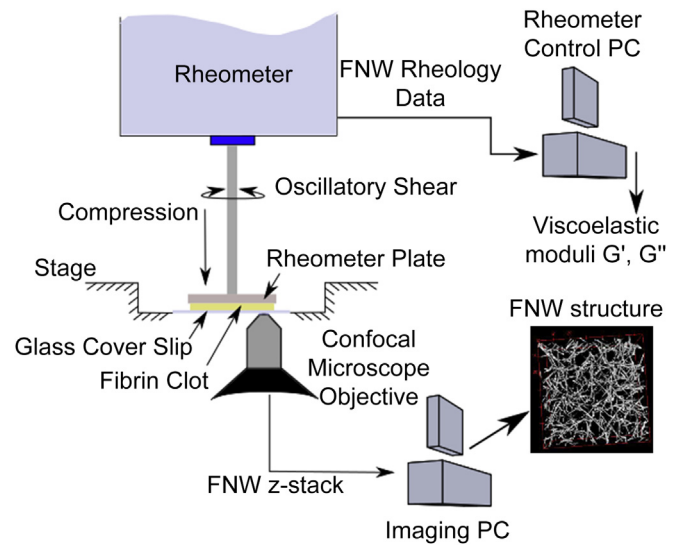 Rheometer
Control PC
Rheometer
FNW Rheology
Data
Oscillatory Shear
Compression
Viscoelastic
moduli G', G"
Rheometer Plate
Stage
FNW structure
Glass Cover Slip
Fibrin Clot
Confocal
Microscope
Objective
FNW z-stack
Imaging PC